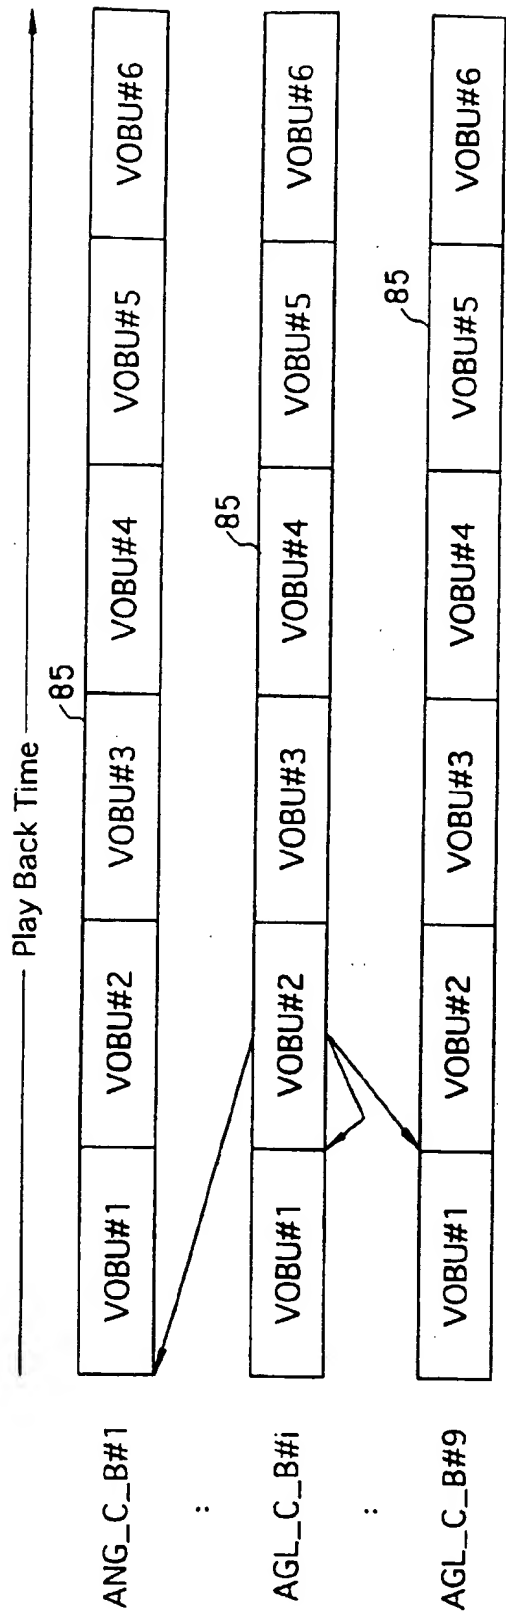 Play Back Time
85
ANG_C_B#1 VOBU#1 VOBU#2 VOBU#3 VOBU#4 VOBU#5 VOBU#6
:
85
AGL_C_B#i VOBU#1 VOBU#2 VOBU#3 VOBU#4 VOBU#5 VOBU#6
:
85
AGL_C_B#9 VOBU#1 VOBU#2 VOBU#3 VOBU#4 VOBU#5 VOBU#6